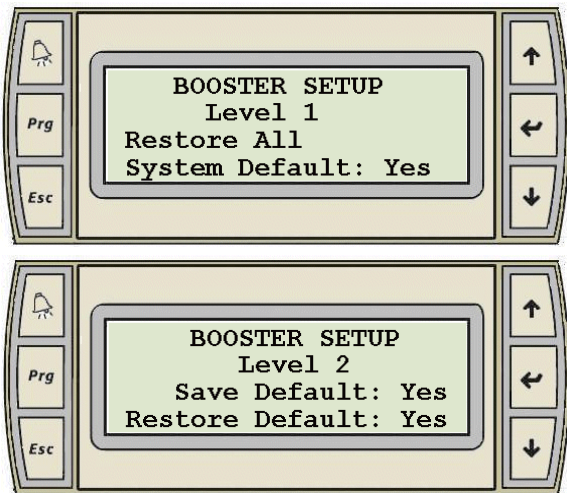 BOOSTER SETUP
Level 1
Restore All
System Default: Yes
Prg
Esc
BOOSTER SETUP
Level 2
Save Default: Yes
Restore Default: Yes
Prg
Esc